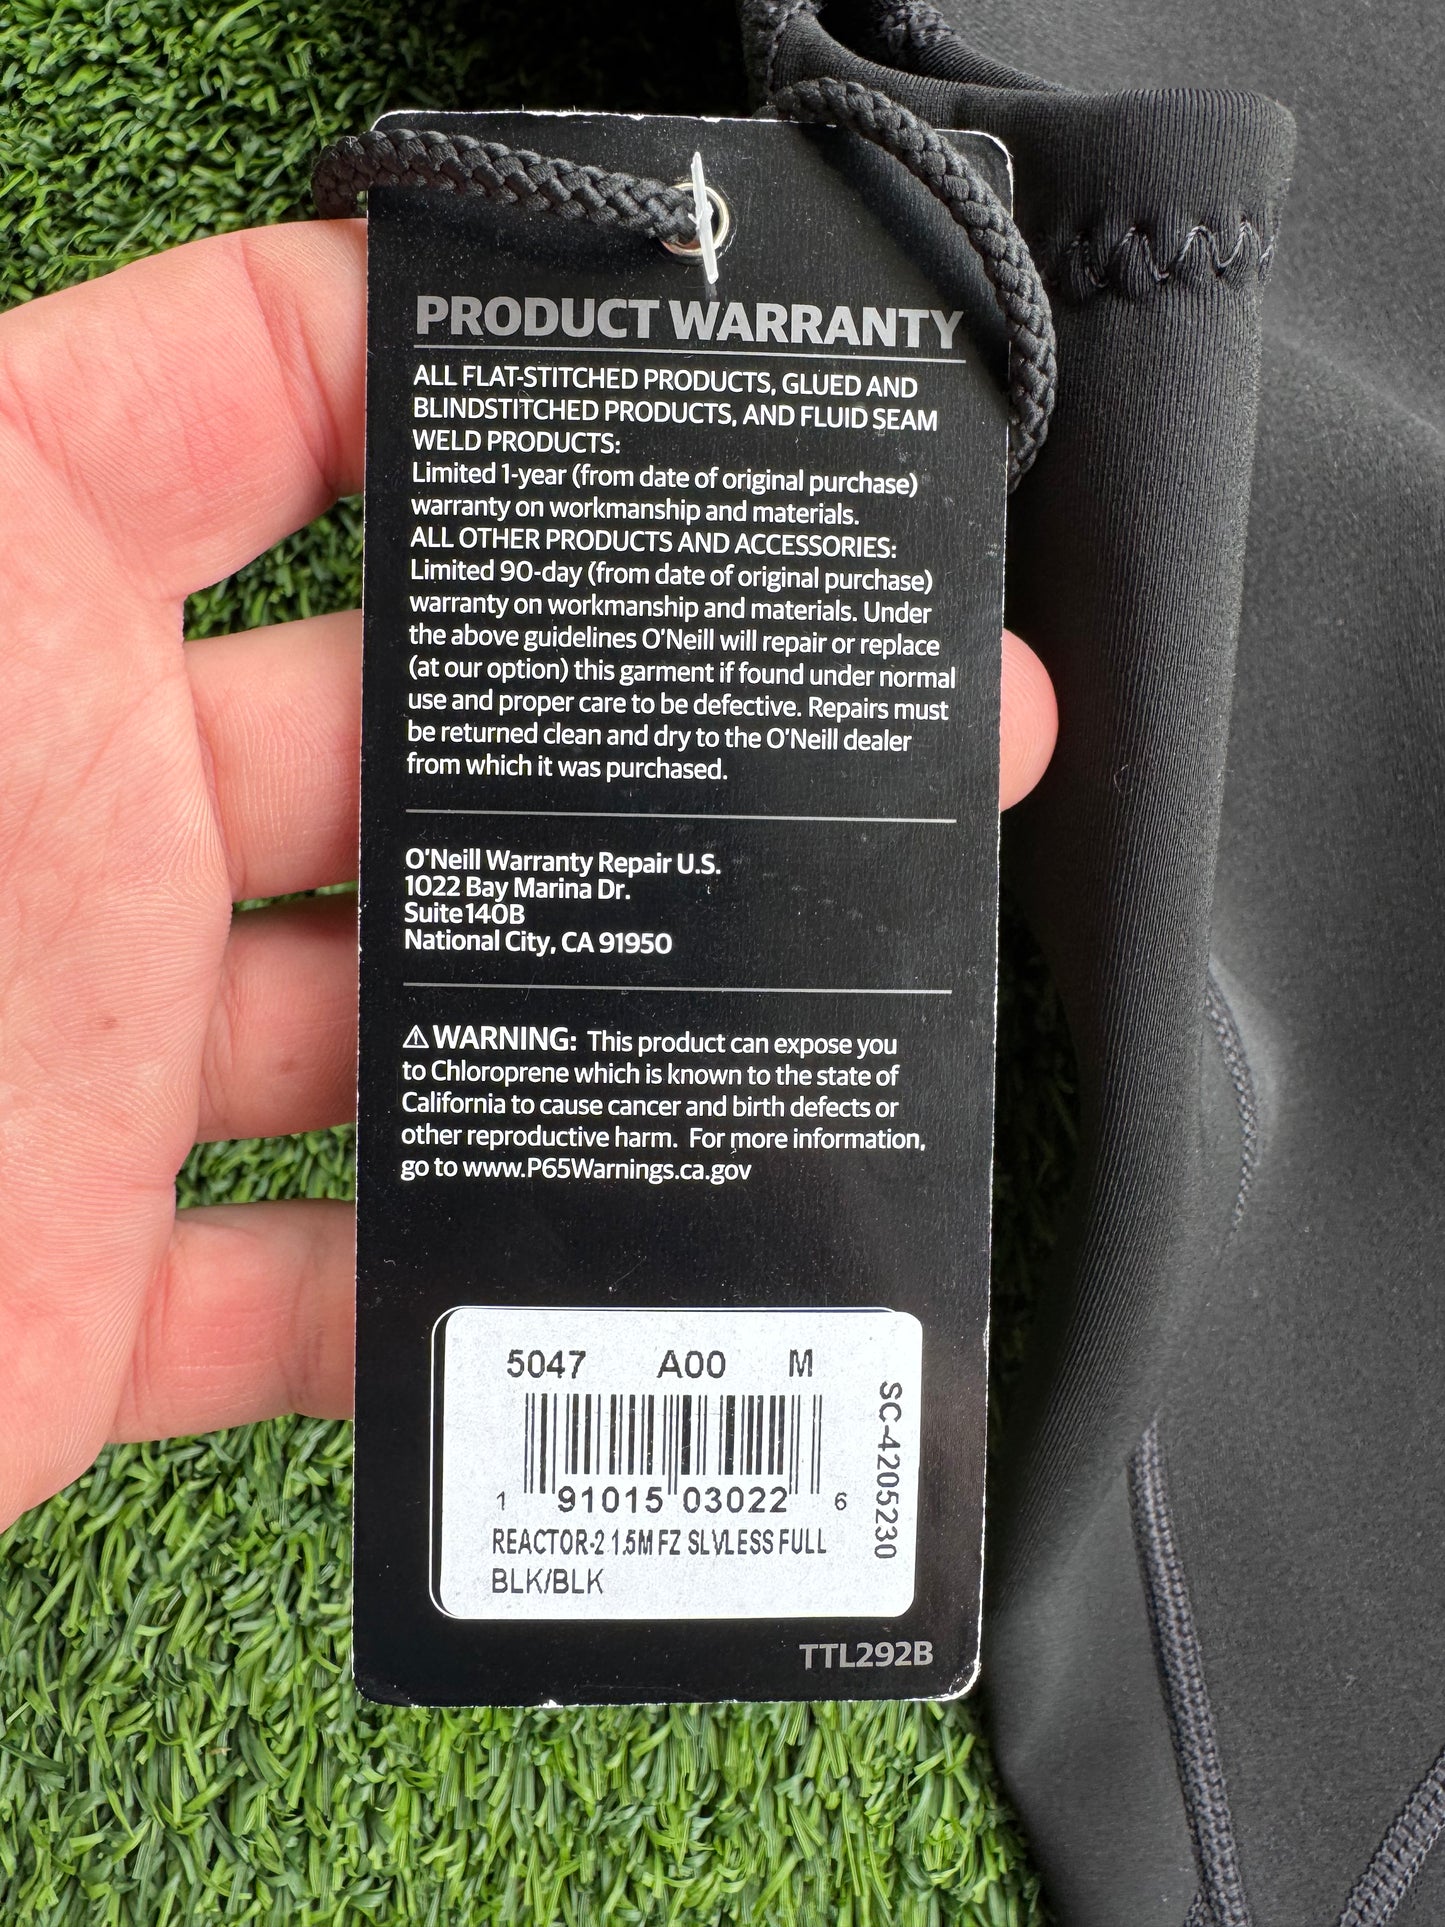 PRODUCT WARRANTY
ALL FLAT-STITCHED PRODUCTS, GLUED AND
BLINDSTITCHED PRODUCTS, AND FLUID SEAM
WELD PRODUCTS:
Limited 1-year (from date of original purchase)
warranty on workmanship and materials.
ALL OTHER PRODUCTS AND ACCESSORIES:
Limited 90-day (from date of original purchase)
warranty on workmanship and materials. Under
the above guidelines O'Neill will repair or replace
(at our option) this garment if found under normal
use and proper care to be defective. Repairs must
be returned clean and dry to the O'Neill dealer
from which it was purchased.
O'Neill Warranty Repair U.S.
1022 Bay Marina Dr.
Suite 140B
National City, CA 91950
⚠ WARNING: This product can expose you
to Chloroprene which is known to the state of
California to cause cancer and birth defects or
other reproductive harm. For more information,
go to www.P65Warnings.ca.gov
5047 A00 M
1 91015 03022 6
REACTOR-2 1.5M FZ SLVLESS FULL
BLK/BLK
SC-4205230
TTL292B